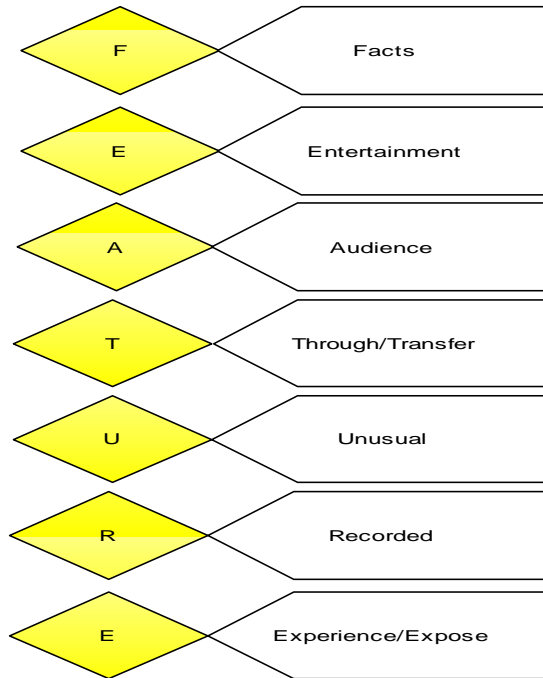 F Facts
E Entertainment
A Audience
T Through/Transfer
U Unusual
R Recorded
E Experience/Expose